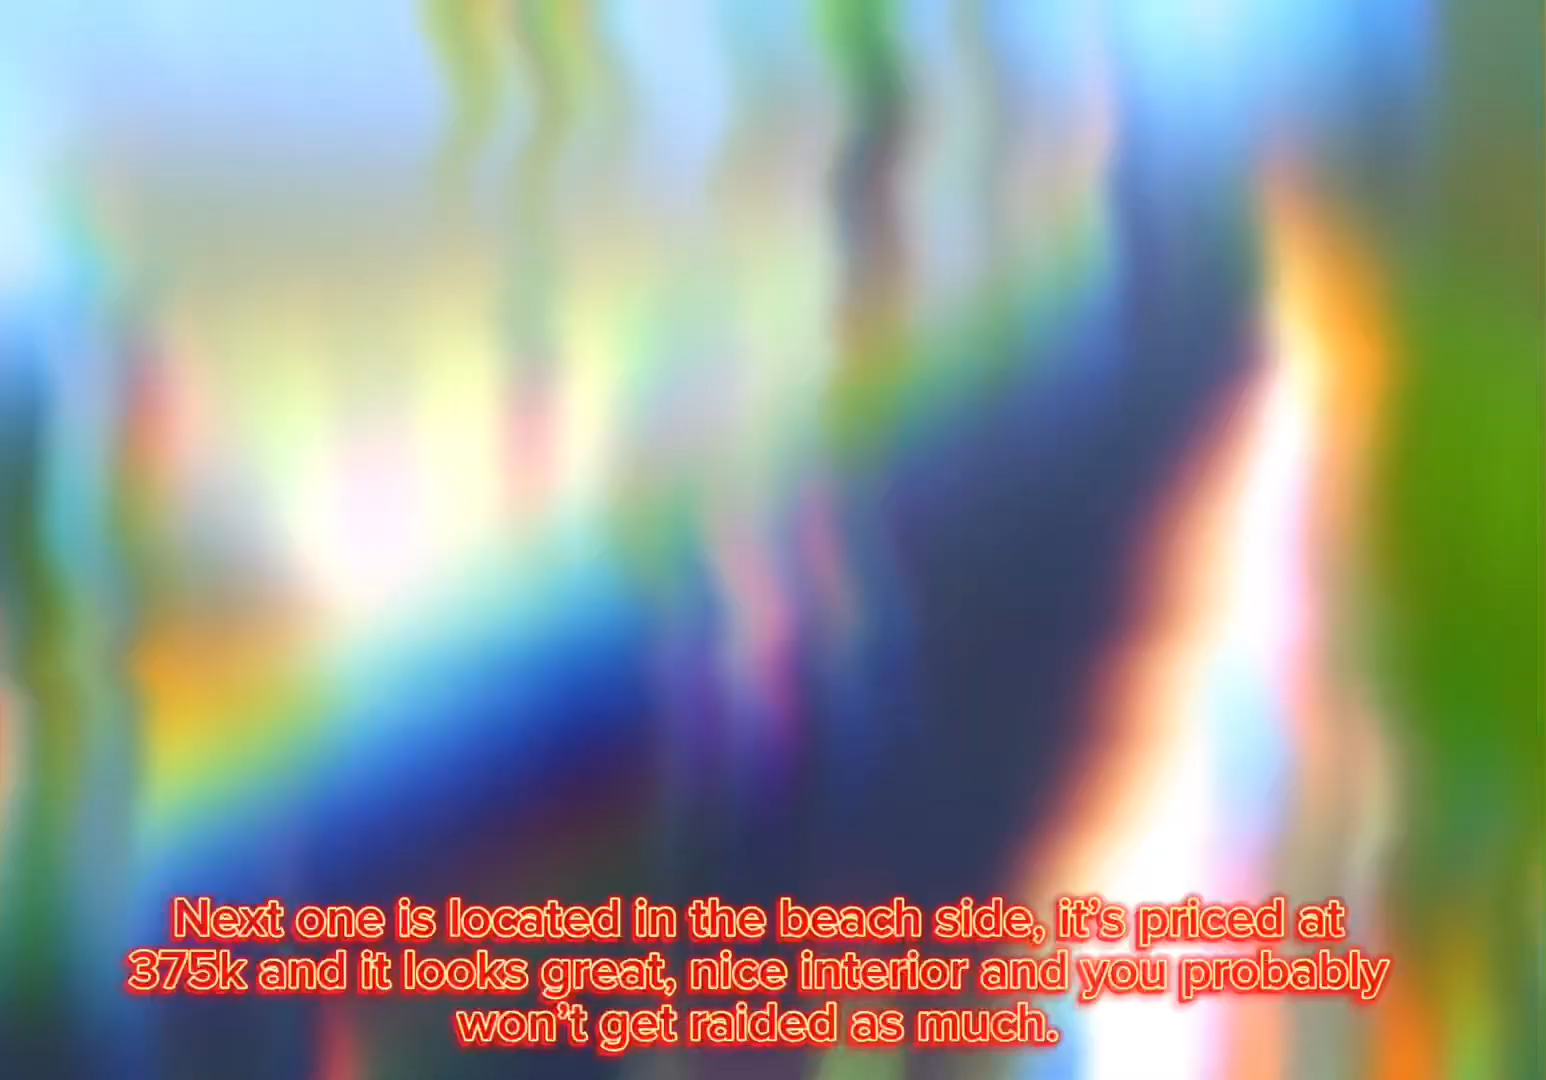 Next one is located in the beach side, it's priced at
375k and it looks great, nice interior and you probably
won't get raided as much.